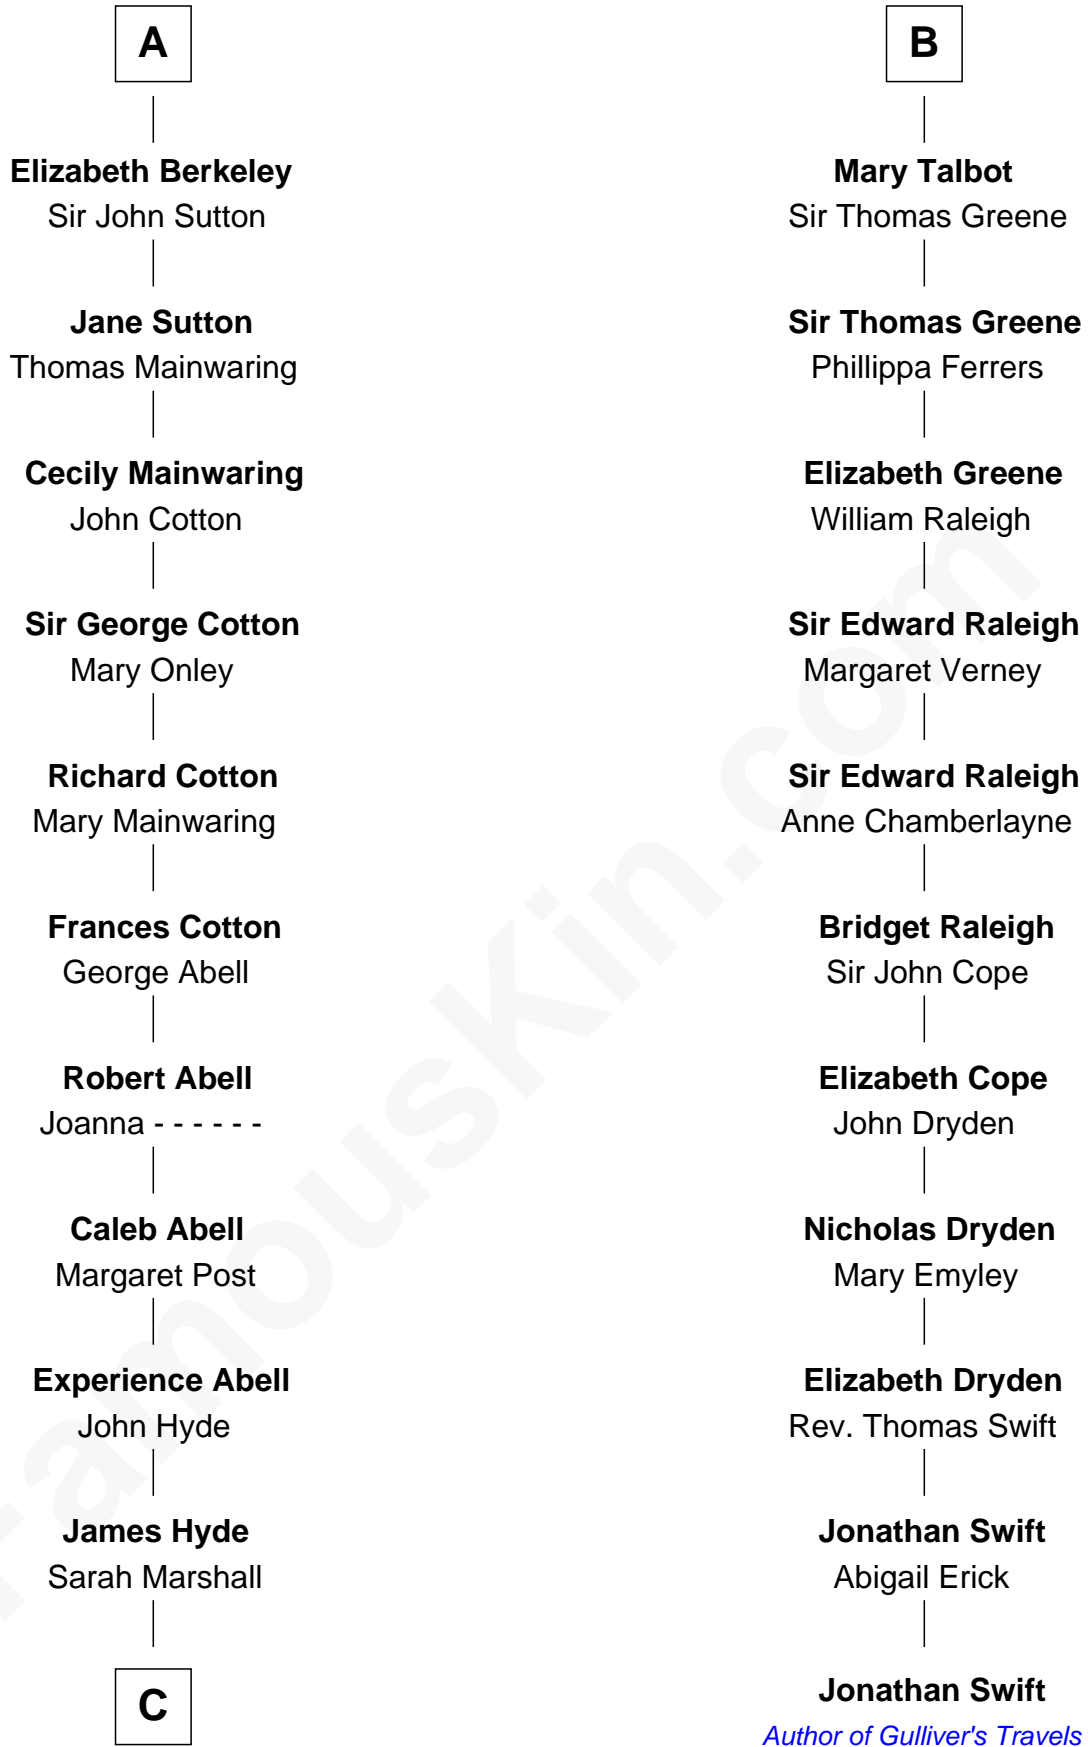 A
Elizabeth Berkeley
Sir John Sutton
Jane Sutton
Thomas Mainwaring
Cecily Mainwaring
John Cotton
Sir George Cotton
Mary Onley
Richard Cotton
Mary Mainwaring
Frances Cotton
George Abell
Robert Abell
Joanna - - - - - -
Caleb Abell
Margaret Post
Experience Abell
John Hyde
James Hyde
Sarah Marshall
C
B
Mary Talbot
Sir Thomas Greene
Sir Thomas Greene
Phillippa Ferrers
Elizabeth Greene
William Raleigh
Sir Edward Raleigh
Margaret Verney
Sir Edward Raleigh
Anne Chamberlayne
Bridget Raleigh
Sir John Cope
Elizabeth Cope
John Dryden
Nicholas Dryden
Mary Emyley
Elizabeth Dryden
Rev. Thomas Swift
Jonathan Swift
Abigail Erick
Jonathan Swift
Author of Gulliver's Travels
FamousKin.com